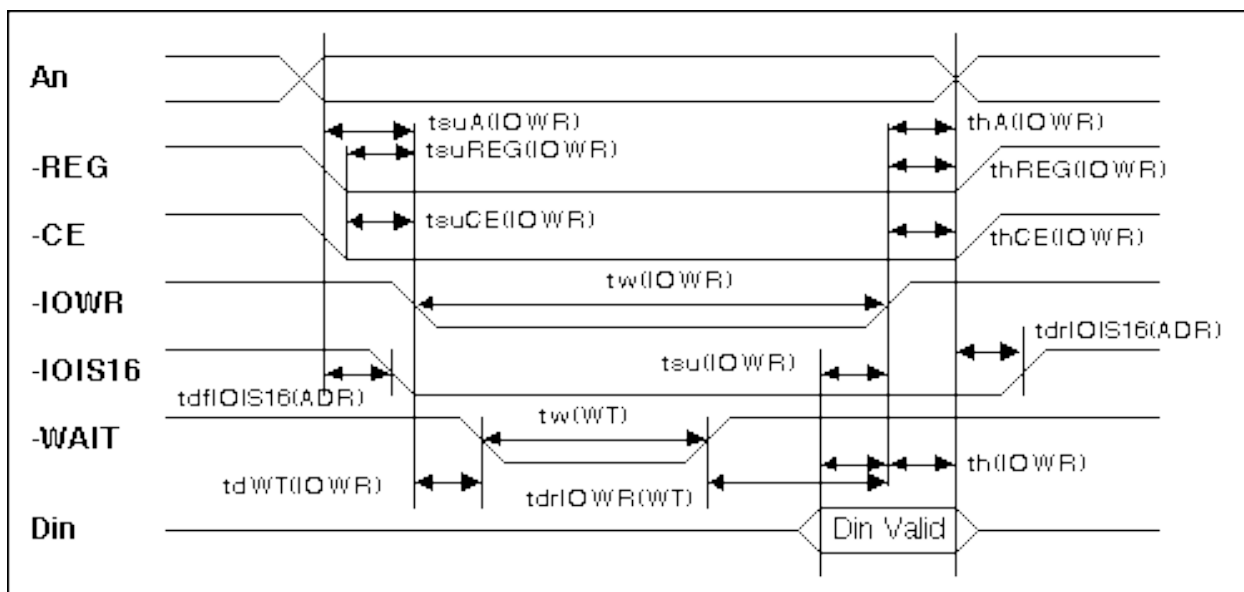 An
tsuA(IOWR)
thA(IOWR)
tsuREG(IOWR)
-REG
thREG(IOWR)
tsuCE(IOWR)
-CE
thCE(IOWR)
tw(IOWR)
-IOWR
tdrIOIS16(ADR)
tsu(IOWR)
-IOIS16
tdfIOIS16(ADR)
tw(WT)
-WAIT
th(IOWR)
tdWT(IOWR)
tdrIOWR(WT)
Din
Din Valid